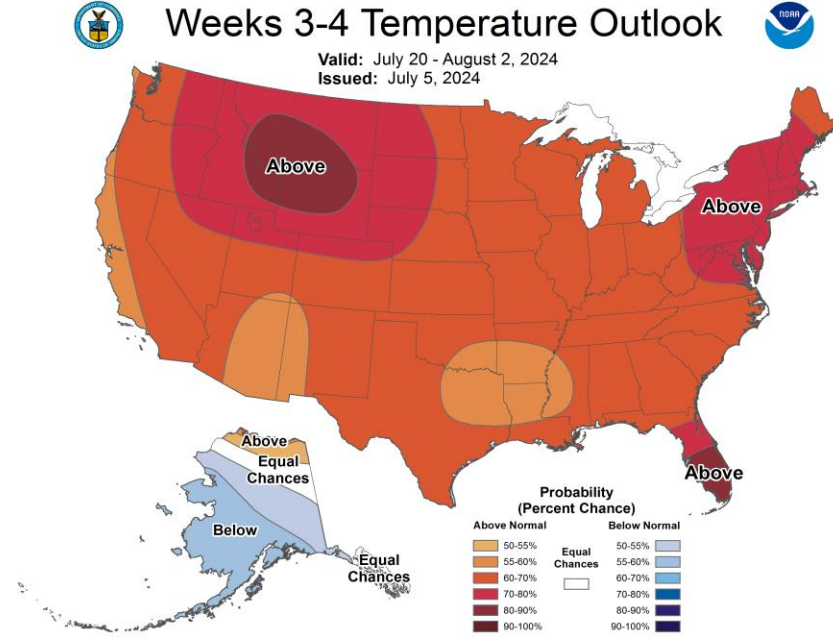 Weeks 3-4 Temperature Outlook
NOAA
Valid: July 20 - August 2, 2024
Issued: July 5, 2024
Above
Above
Above
Above
Equal
Chances
Below
Equal
Chances
Probability
(Percent Chance)
Above Normal
Below Normal
50-55%
55-60%
60-70%
70-80%
80-90%
90-100%
Equal
Chances
50-55%
55-60%
60-70%
70-80%
80-90%
90-100%